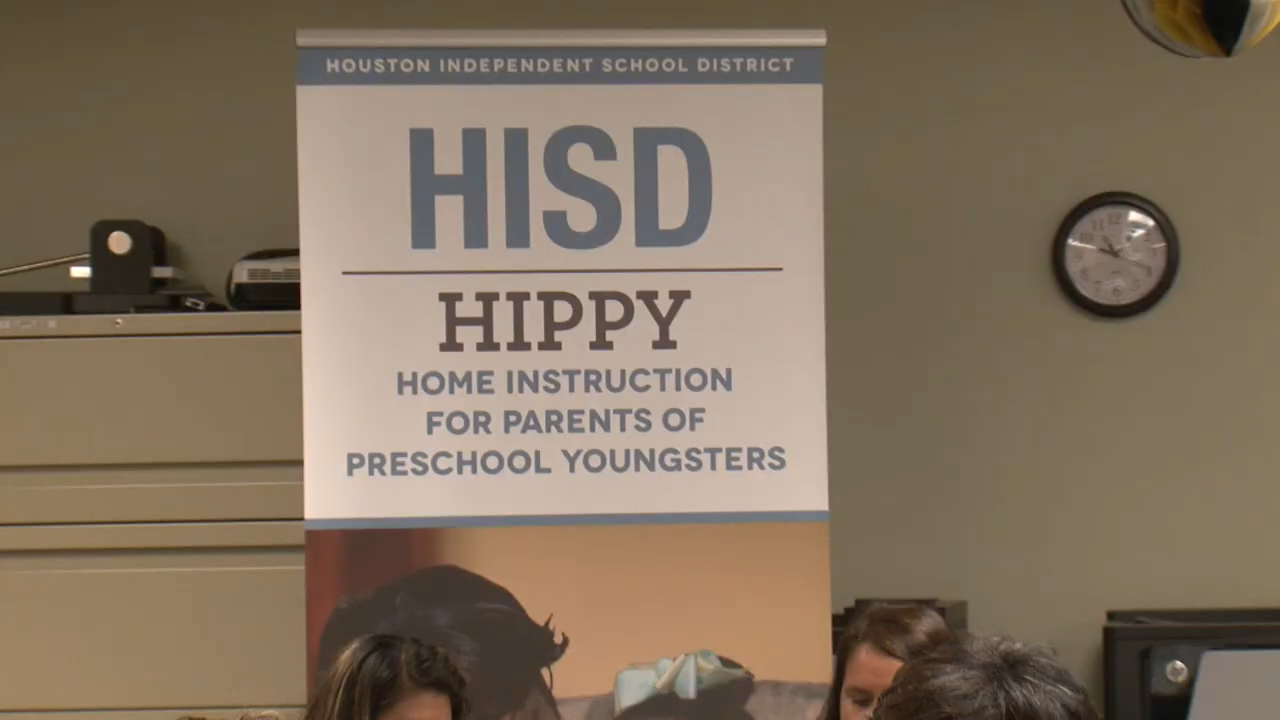 HOUSTON INDEPENDENT SCHOOL DISTRICT
HISD
HIPPY
HOME INSTRUCTION
FOR PARENTS OF
PRESCHOOL YOUNGSTERS